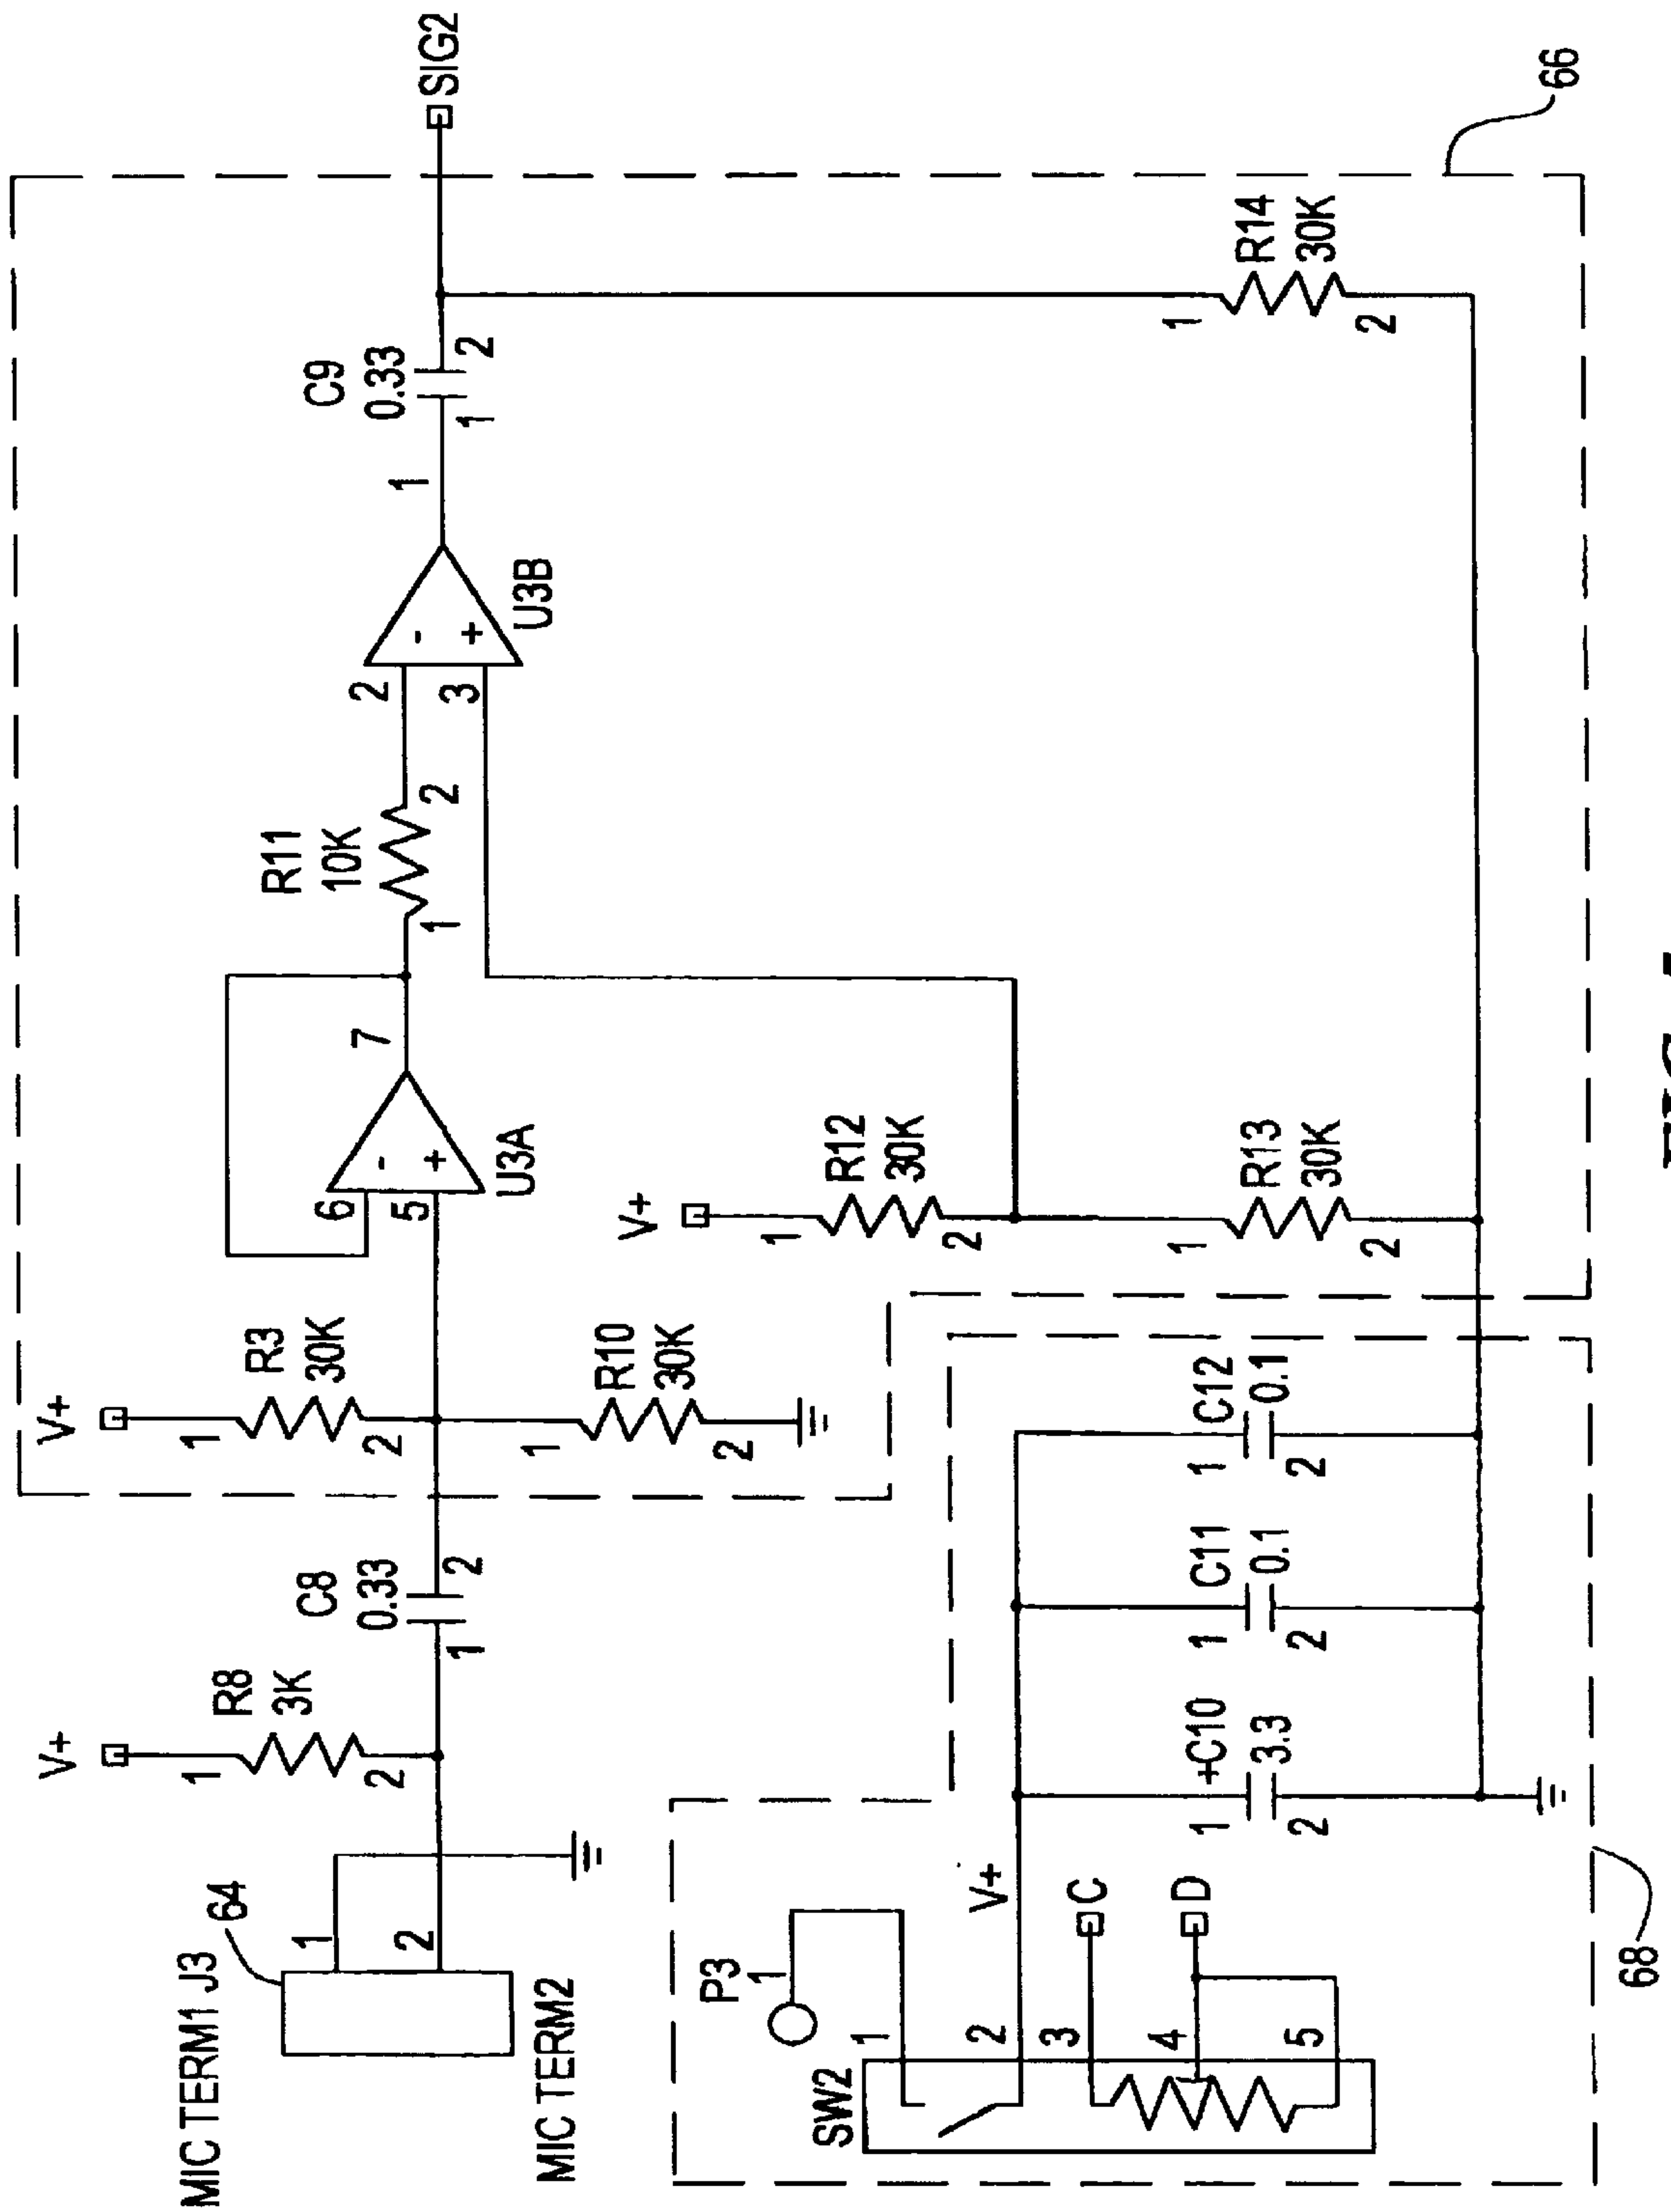 MIC TERM1 J3
64
1
2
MIC TERM2
V+
1
R8
3K
2
C8
0.33
1
2
V+
1
R3
30K
2
1
R10
30K
2
6
5
-
+
7
U3A
R11
10K
1
2
2
3
-
+
1
U3B
C9
0.33
1
2
SIG2
V+
1
R12
30K
2
1
R13
30K
2
1
R14
30K
2
66
P3
1
SW2
1
2
3
4
5
V+
C
D
1
+C10
3.3
2
1
C11
0.1
2
1
C12
0.1
2
68